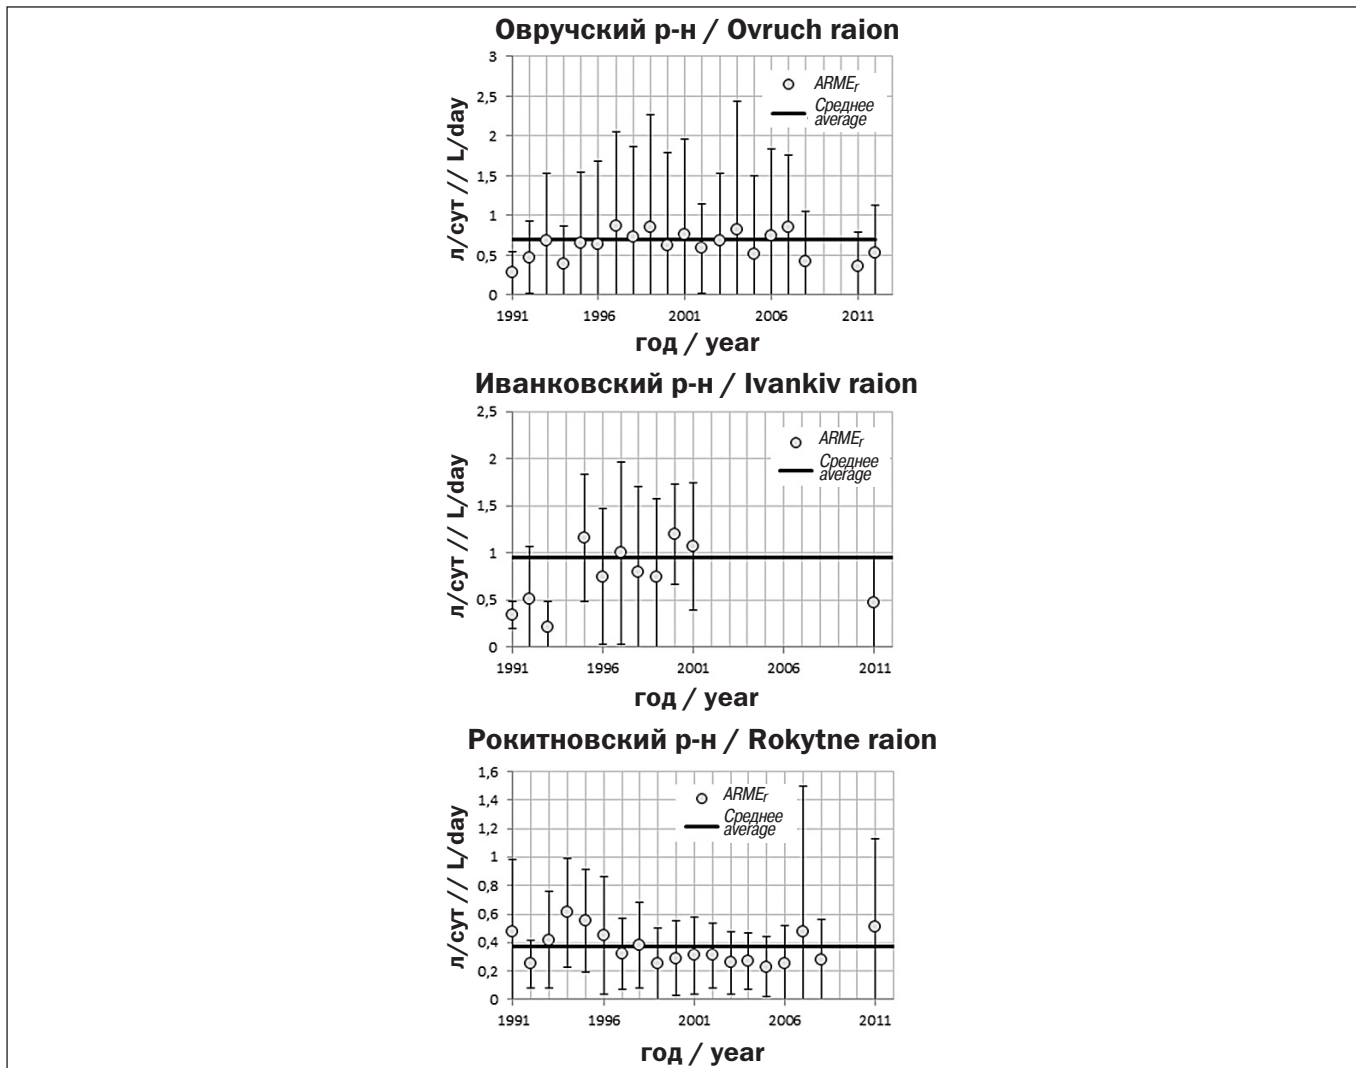 Овручский р-н / Ovruch raion
3
2,5
2
1,5
1
0,5
0
л/сут // L/day
ARMEr
Среднее
average
1991 1996 2001 2006 2011
год / year
Иванковский р-н / Ivankiv raion
2,5
2
1,5
1
0,5
0
л/сут // L/day
ARMEr
Среднее
average
1991 1996 2001 2006 2011
год / year
Рокитновский р-н / Rokytne raion
1,6
1,4
1,2
1
0,8
0,6
0,4
0,2
0
л/сут // L/day
ARMEr
Среднее
average
1991 1996 2001 2006 2011
год / year